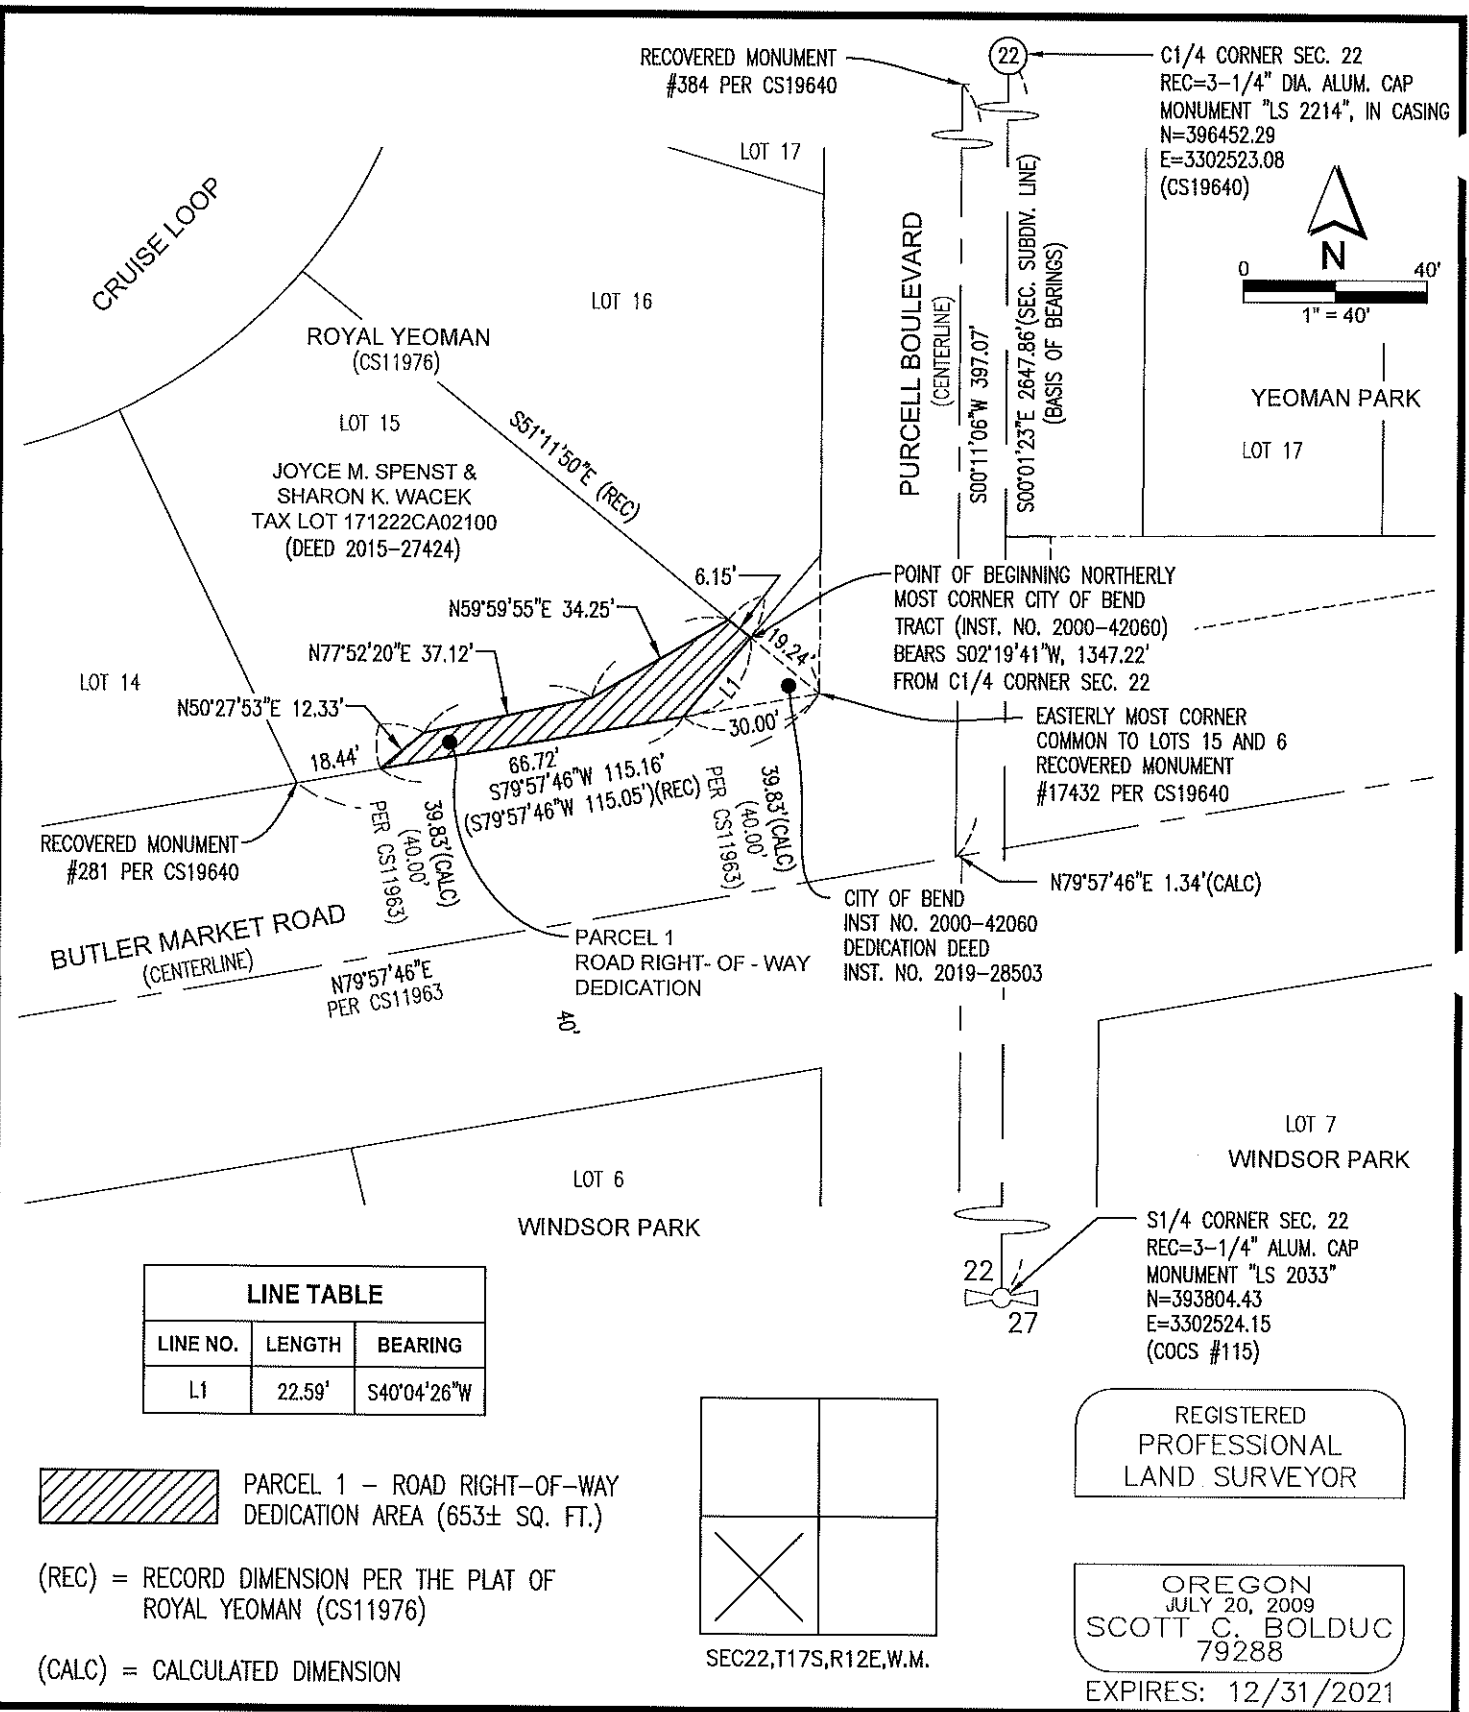 RECOVERED MONUMENT
#384 PER CS19640
22
C1/4 CORNER SEC. 22
REC=3-1/4" DIA. ALUM. CAP
MONUMENT "LS 2214", IN CASING
N=396452.29
E=3302523.08
(CS19640)
LOT 17
CRUISE LOOP
N
0 40'
1" = 40'
LOT 16
ROYAL YEOMAN
(CS11976)
PURCELL BOULEVARD
(CENTERLINE)
S00°11'06"W 397.07'
S00°01'23"E 2647.86'(SEC. SUBDIV. LINE)
(BASIS OF BEARINGS)
YEOMAN PARK
LOT 17
LOT 15
JOYCE M. SPENST &
SHARON K. WACEK
TAX LOT 171222CA02100
(DEED 2015-27424)
S51°11'50"E (REC)
6.15'
POINT OF BEGINNING NORTHERLY
MOST CORNER CITY OF BEND
TRACT (INST. NO. 2000-42060)
BEARS S02°19'41"W, 1347.22'
FROM C1/4 CORNER SEC. 22
N59°59'55"E 34.25'
N77°52'20"E 37.12'
19.24'
LOT 14
N50°27'53"E 12.33'
L1
30.00'
EASTERLY MOST CORNER
COMMON TO LOTS 15 AND 6
RECOVERED MONUMENT
#17432 PER CS19640
18.44'
66.72'
S79°57'46"W 115.16'
(S79°57'46"W 115.05')(REC)
39.83'(CALC)
(40.00'
PER CS11963)
39.83'(CALC)
(40.00'
PER CS11963)
RECOVERED MONUMENT
#281 PER CS19640
N79°57'46"E 1.34'(CALC)
CITY OF BEND
INST NO. 2000-42060
DEDICATION DEED
INST. NO. 2019-28503
BUTLER MARKET ROAD
(CENTERLINE)
N79°57'46"E
PER CS11963
PARCEL 1
ROAD RIGHT- OF - WAY
DEDICATION
40'
LOT 7
WINDSOR PARK
LOT 6
WINDSOR PARK
S1/4 CORNER SEC. 22
REC=3-1/4" ALUM. CAP
MONUMENT "LS 2033"
N=393804.43
E=3302524.15
(COCS #115)
22
27
LINE TABLE
LINE NO. LENGTH BEARING
L1 22.59' S40°04'26"W
REGISTERED
PROFESSIONAL
LAND SURVEYOR
PARCEL 1 - ROAD RIGHT-OF-WAY
DEDICATION AREA (653± SQ. FT.)
(REC) = RECORD DIMENSION PER THE PLAT OF
ROYAL YEOMAN (CS11976)
(CALC) = CALCULATED DIMENSION
SEC22,T17S,R12E,W.M.
OREGON
JULY 20, 2009
SCOTT C. BOLDUC
79288
EXPIRES: 12/31/2021